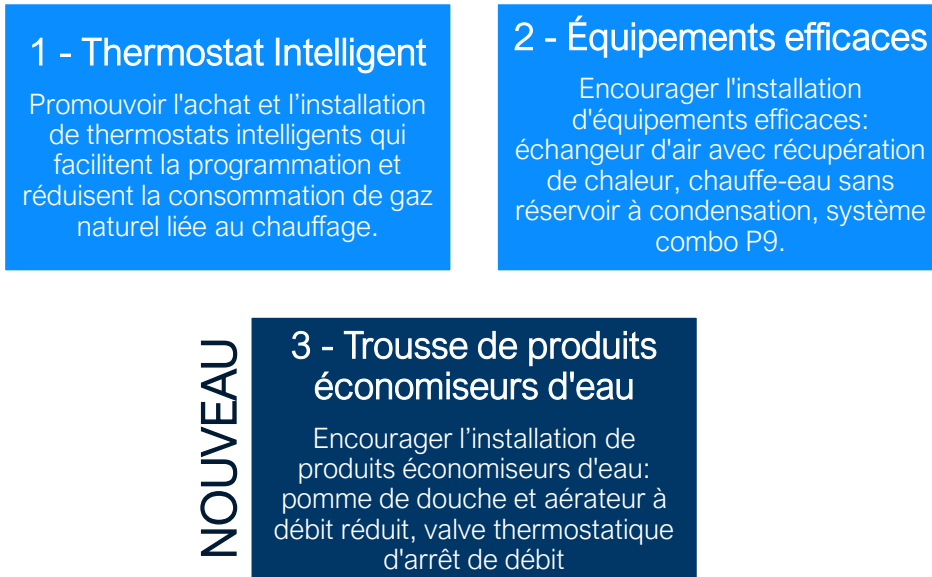 1 - Thermostat Intelligent
Promouvoir l'achat et l’installation
de thermostats intelligents qui
facilitent la programmation et
réduisent la consommation de gaz
naturel liée au chauffage.
2 - Équipements efficaces
Encourager l'installation
d'équipements efficaces:
échangeur d'air avec récupération
de chaleur, chauffe-eau sans
réservoir à condensation, système
combo P9.
NOUVEAU
3 - Trousse de produits
économiseurs d'eau
Encourager l’installation de
produits économiseurs d'eau:
pomme de douche et aérateur à
débit réduit, valve thermostatique
d'arrêt de débit